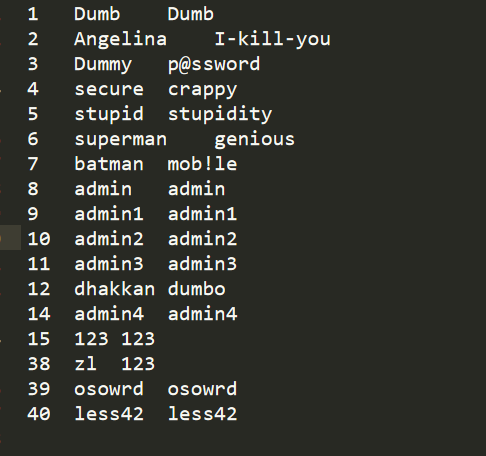 1 Dumb Dumb
2 Angelina I-kill-you
3 Dummy p@ssword
4 secure crappy
5 stupid stupidity
6 superman genious
7 batman mob!le
8 admin admin
9 admin1 admin1
10 admin2 admin2
11 admin3 admin3
12 dhakkan dumbo
14 admin4 admin4
15 123 123
38 zl 123
39 osowrd osowrd
40 less42 less42